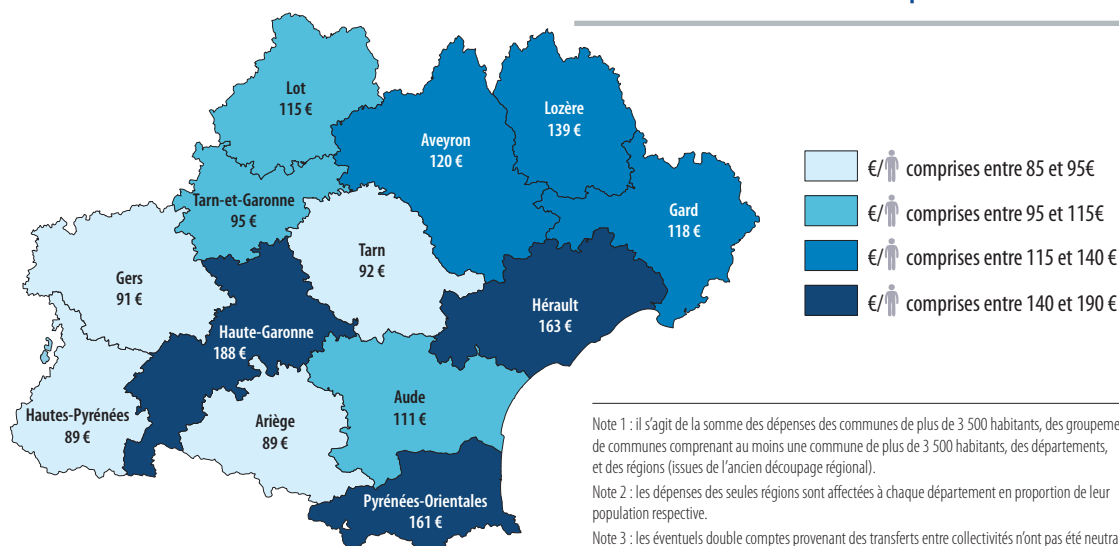 Lot
115 €
Lozère
139 €
Aveyron
120 €
Tarn-et-Garonne
95 €
Gard
118 €
Tarn
92 €
Gers
91 €
Hérault
163 €
Haute-Garonne
188 €
Aude
111 €
Hautes-Pyrénées
89 €
Ariège
89 €
Pyrénées-Orientales
161 €
€/ comprises entre 85 et 95€
€/ comprises entre 95 et 115€
€/ comprises entre 115 et 140 €
€/ comprises entre 140 et 190 €
Note 1 : il s'agit de la somme des dépenses des communes de plus de 3 500 habitants, des groupeme
de communes comprenant au moins une commune de plus de 3 500 habitants, des départements,
et des régions (issues de l'ancien découpage régional).
Note 2 : les dépenses des seules régions sont affectées à chaque département en proportion de leur
population respective.
Note 3 : les éventuels double comptes provenant des transferts entre collectivités n'ont pas été neutra